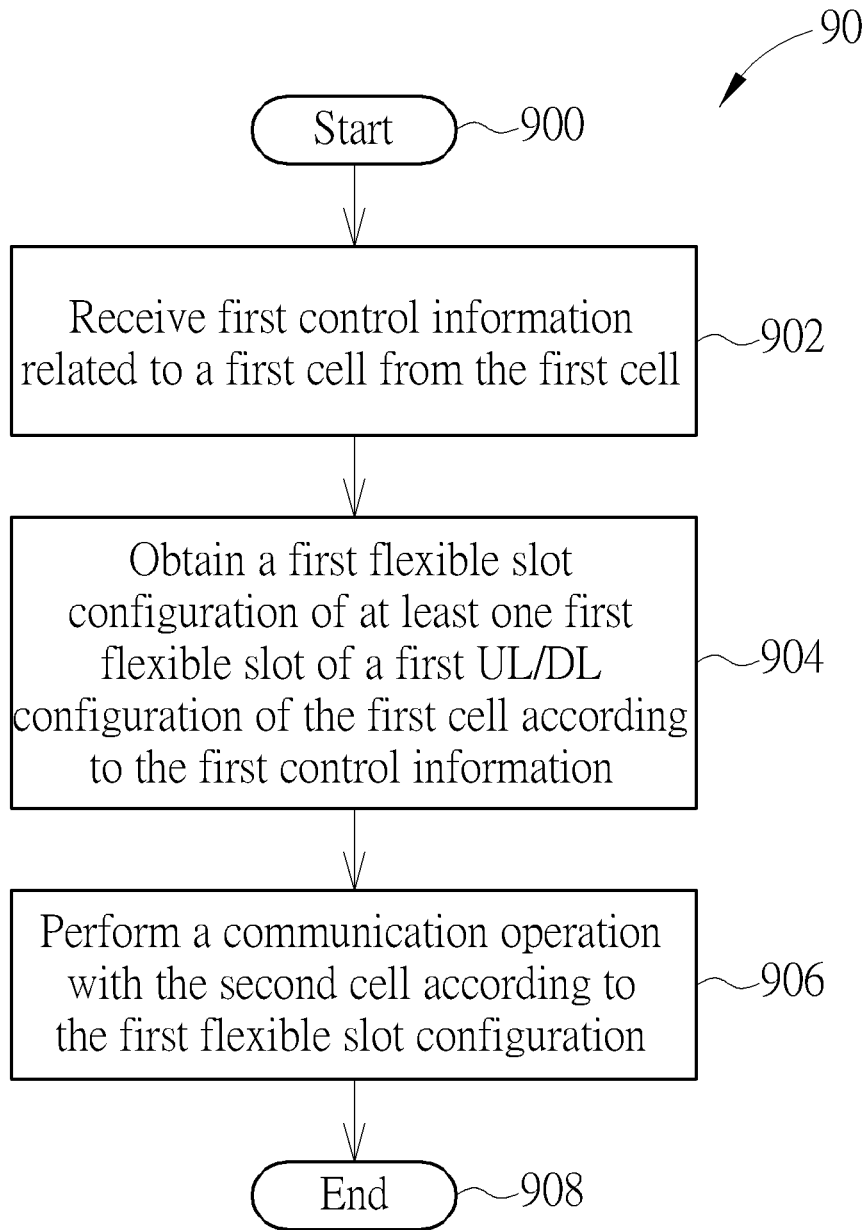 90
Start
900
Receive first control information
related to a first cell from the first cell
902
Obtain a first flexible slot
configuration of at least one first
flexible slot of a first UL/DL
configuration of the first cell according
to the first control information
904
Perform a communication operation
with the second cell according to
the first flexible slot configuration
906
End
908